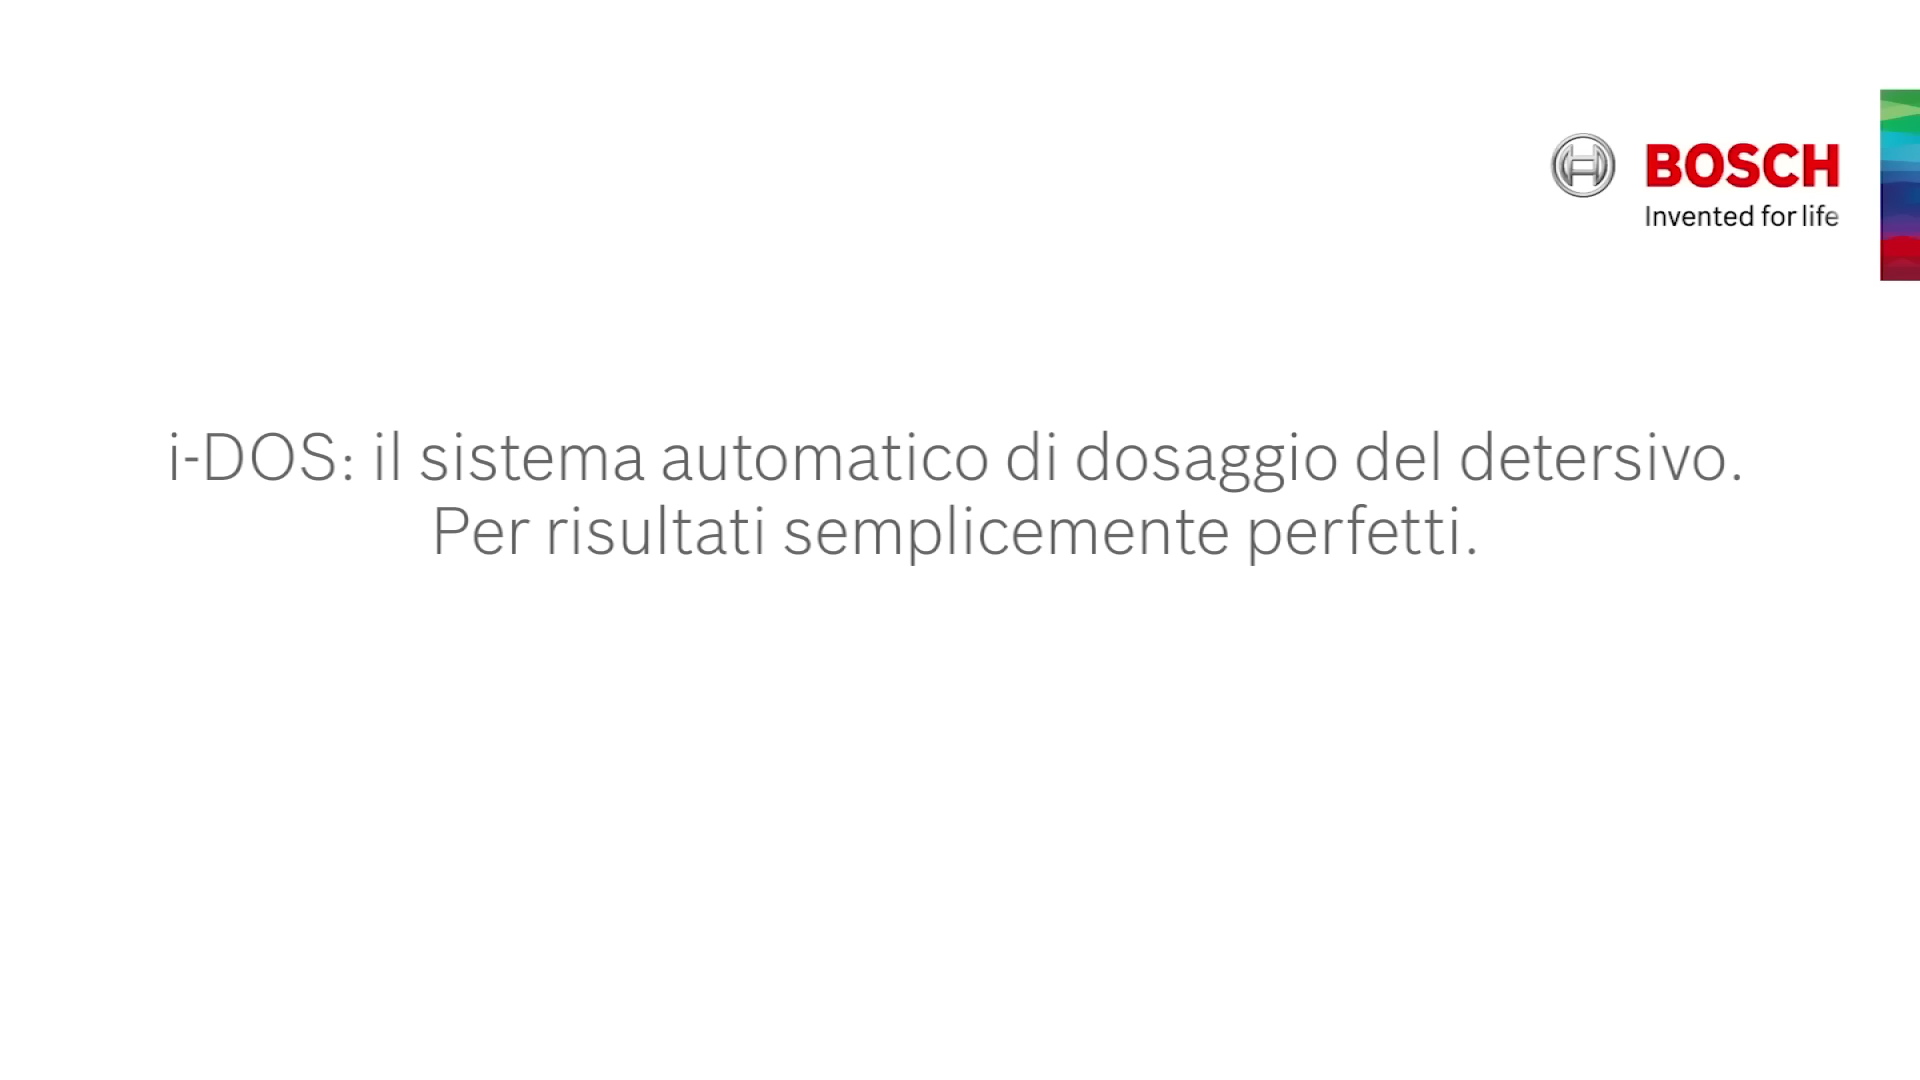 BOSCH
Invented for life
i-DOS: il sistema automatico di dosaggio del detersivo.
Per risultati semplicemente perfetti.